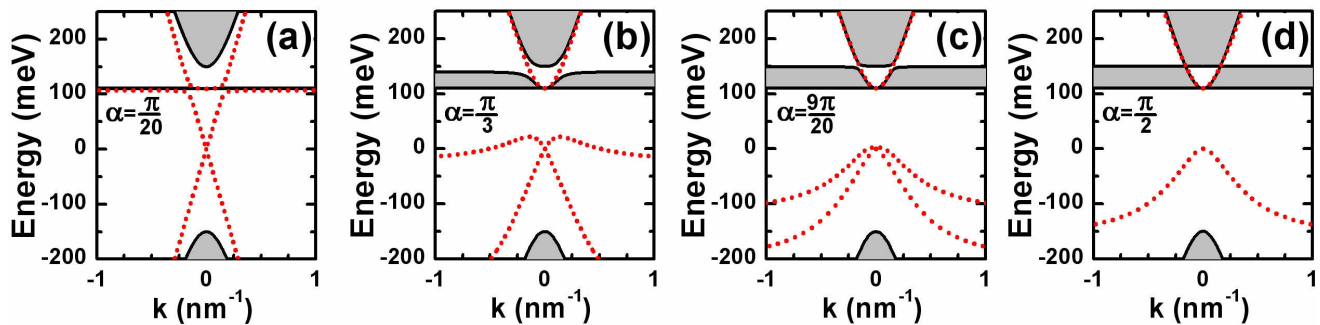 (a)
Energy (meV)
200
100
0
-100
-200
α=π/20
-1
0
1
k (nm⁻¹)
(b)
Energy (meV)
200
100
0
-100
-200
α=π/3
-1
0
1
k (nm⁻¹)
(c)
Energy (meV)
200
100
0
-100
-200
α=9π/20
-1
0
1
k (nm⁻¹)
(d)
Energy (meV)
200
100
0
-100
-200
α=π/2
-1
0
1
k (nm⁻¹)